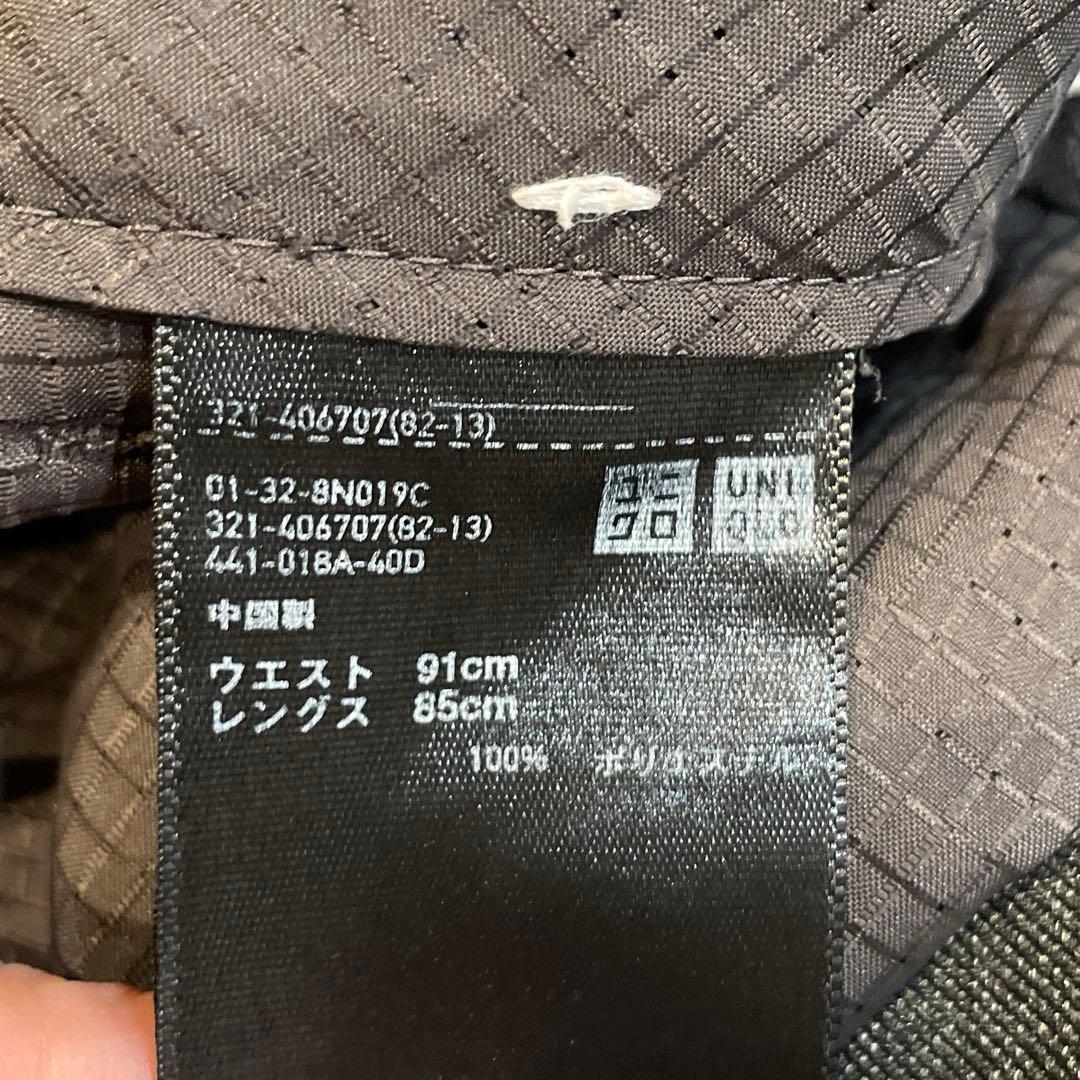 321-406707(82-13)
01-32-8N019C
321-406707(82-13)
441-018A-40D
ユニ
クロ
UNI
QLO
中国製
ウエスト 91cm
レングス 85cm
100% ポリエステル